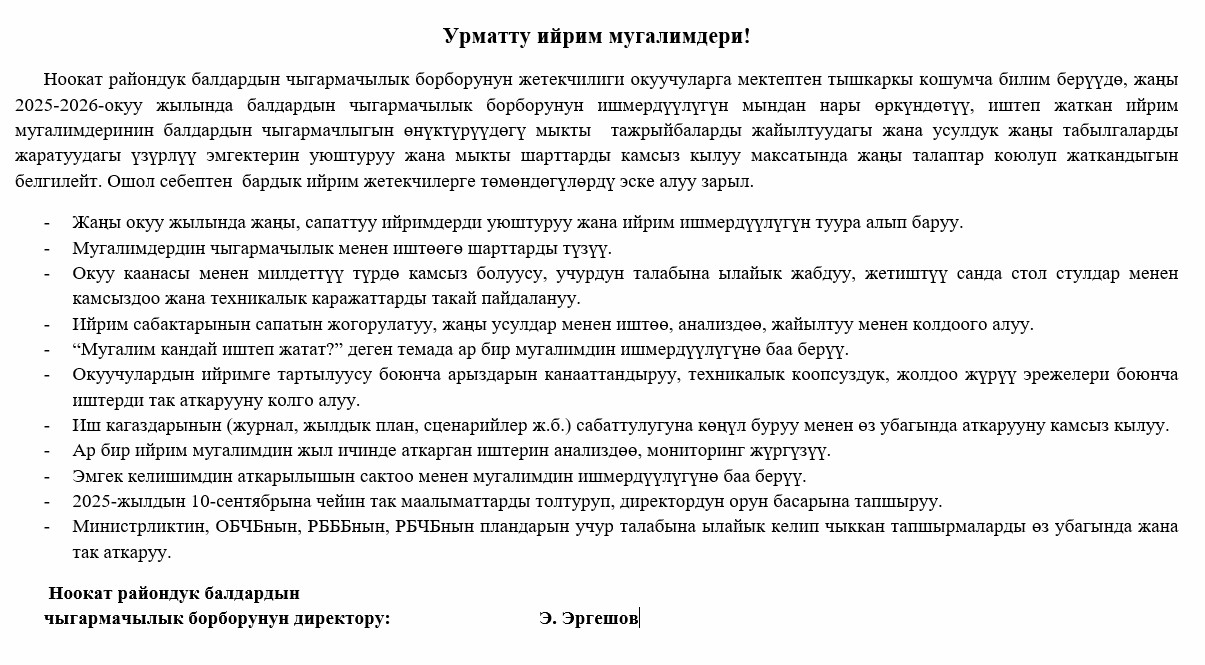 Урматту ийрим мугалимдери!
Ноокат райондук балдардын чыгармачылык борборунун жетекчилиги окуучуларга мектептен тышкаркы кошумча билим берүүдө, жаңы
2025-2026-окуу жылында балдардын чыгармачылык борборунун ишмердүүлүгүн мындан нары өркүндөтүү, иштеп жаткан ийрим
мугалимдеринин балдардын чыгармачлыгын өнүктүрүүдөгү мыкты тажрыйбаларды жайылтуудагы жана усулдук жаңы табылгаларды
жаратуудагы үзүрлүү эмгектерин уюштуруу жана мыкты шарттарды камсыз кылуу максатында жаңы талаптар коюлуп жаткандыгын
белгилейт. Ошол себептен бардык ийрим жетекчилерге төмөндөгүлөрдү эске алуу зарыл.
- Жаңы окуу жылында жаңы, сапаттуу ийримдерди уюштуруу жана ийрим ишмердүүлүгүн туура алып баруу.
- Мугалимдердин чыгармачылык менен иштөөгө шарттарды түзүү.
- Окуу каанасы менен милдеттүү түрдө камсыз болуусу, учурдун талабына ылайык жабдуу, жетиштүү санда стол стулдар менен
камсыздоо жана техникалык каражаттарды такай пайдалануу.
- Ийрим сабактарынын сапатын жогорулатуу, жаңы усулдар менен иштөө, анализдөө, жайылтуу менен колдоого алуу.
- “Мугалим кандай иштеп жатат?” деген темада ар бир мугалимдин ишмердүүлүгүнө баа берүү.
- Окуучулардын ийримге тартылуусу боюнча арыздарын канааттандыруу, техникалык коопсуздук, жолдоо жүрүү эрежелери боюнча
иштерди так аткарууну колго алуу.
- Иш кагаздарынын (журнал, жылдык план, сценарийлер ж.б.) сабаттулугуна көңүл буруу менен өз убагында аткарууну камсыз кылуу.
- Ар бир ийрим мугалимдин жыл ичинде аткарган иштерин анализдөө, мониторинг жүргүзүү.
- Эмгек келишимдин аткарылышын сактоо менен мугалимдин ишмердүүлүгүнө баа берүү.
- 2025-жылдын 10-сентябрына чейин так маалыматтарды толтуруп, директордун орун басарына тапшыруу.
- Министрликтин, ОБЧБнын, РБББнын, РБЧБнын пландарын учур талабына ылайык келип чыккан тапшырмаларды өз убагында жана
так аткаруу.
Ноокат райондук балдардын
чыгармачылык борборунун директору: Э. Эргешов